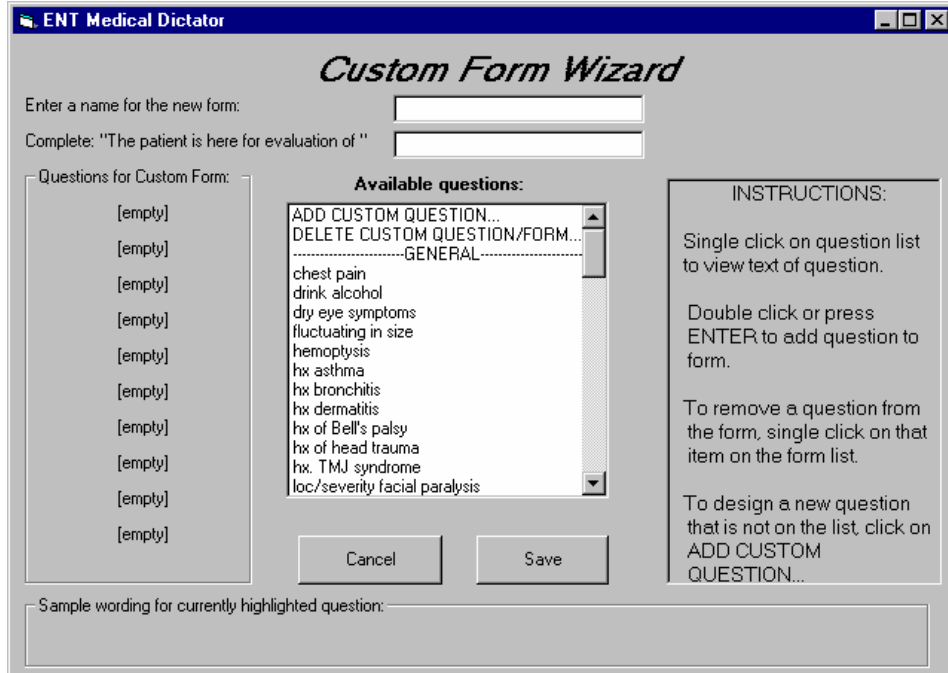 ENT Medical Dictator
Custom Form Wizard
Enter a name for the new form:
Complete: "The patient is here for evaluation of "
Questions for Custom Form:
[empty]
[empty]
[empty]
[empty]
[empty]
[empty]
[empty]
[empty]
[empty]
[empty]
Available questions:
ADD CUSTOM QUESTION...
DELETE CUSTOM QUESTION/FORM...
-----------------------GENERAL---------------------
chest pain
drink alcohol
dry eye symptoms
fluctuating in size
hemoptysis
hx asthma
hx bronchitis
hx dermatitis
hx of Bell's palsy
hx of head trauma
hx. TMJ syndrome
loc/severity facial paralysis
Cancel
Save
INSTRUCTIONS:
Single click on question list
to view text of question.
Double click or press
ENTER to add question to
form.
To remove a question from
the form, single click on that
item on the form list.
To design a new question
that is not on the list, click on
ADD CUSTOM
QUESTION...
Sample wording for currently highlighted question: